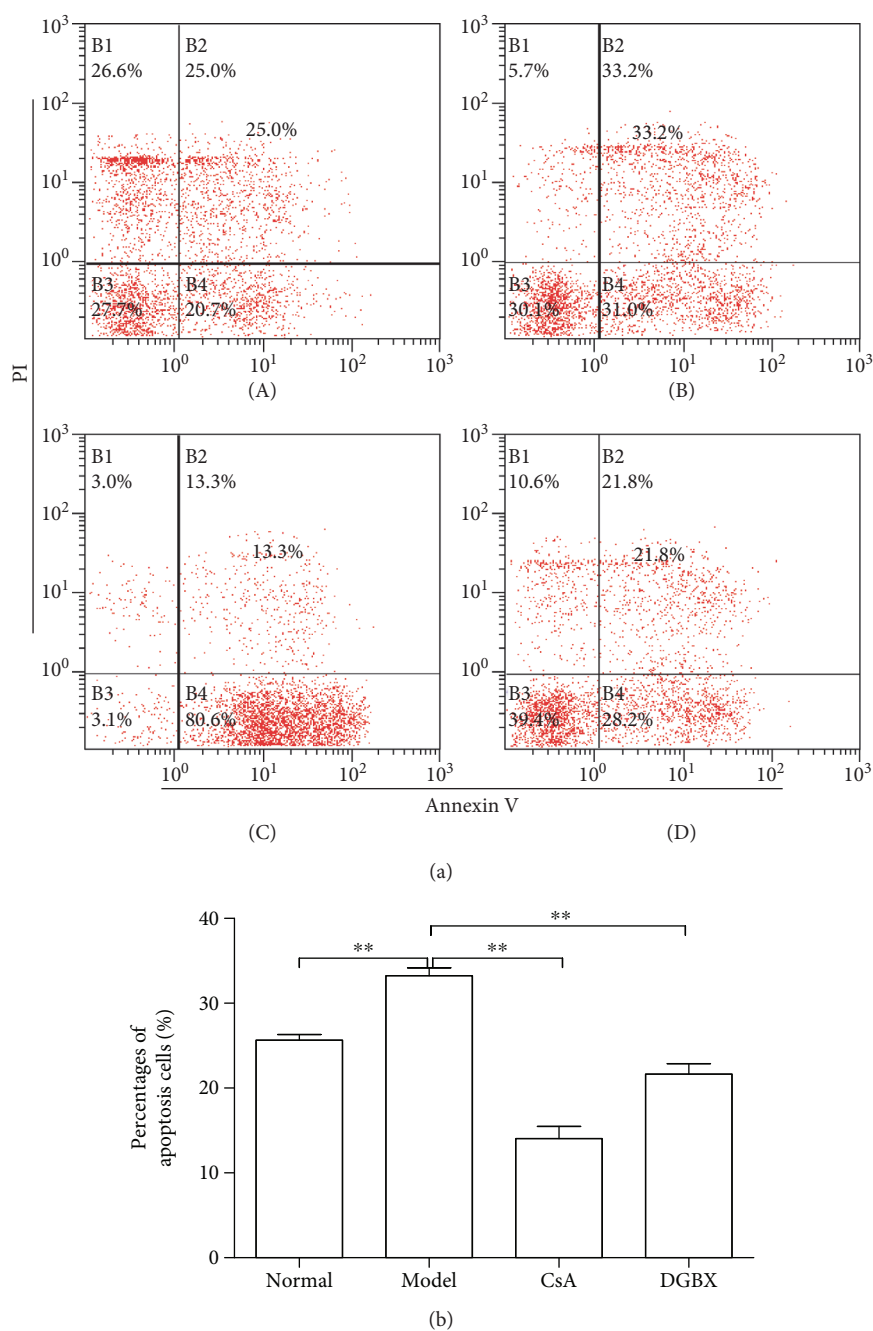 10³
10²
10¹
10⁰
B1
26.6%
B2
25.0%
25.0%
B3
27.7%
B4
20.7%
10⁰ 10¹ 10² 10³
(A)
10³
10²
10¹
10⁰
B1
5.7%
B2
33.2%
33.2%
B3
30.1%
B4
31.0%
10⁰ 10¹ 10² 10³
(B)
PI
10³
10²
10¹
10⁰
B1
3.0%
B2
13.3%
13.3%
B3
3.1%
B4
80.6%
10⁰ 10¹ 10² 10³
10³
10²
10¹
10⁰
B1
10.6%
B2
21.8%
21.8%
B3
39.4%
B4
28.2%
10⁰ 10¹ 10² 10³
Annexin V
(C)
(D)
(a)
Percentages of
apoptosis cells (%)
40
30
20
10
0
**
**
**
Normal Model CsA DGBX
(b)